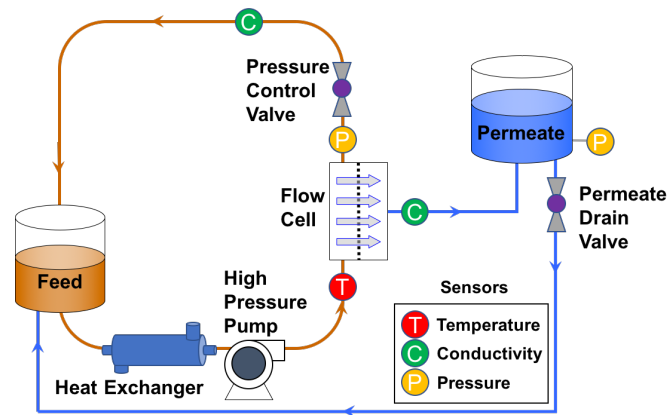 C
Pressure
Control
Valve
P
Permeate
P
Flow
Cell
C
Permeate
Drain
Valve
Feed
High
Pressure
Pump
T
Heat Exchanger
Sensors
T Temperature
C Conductivity
P Pressure